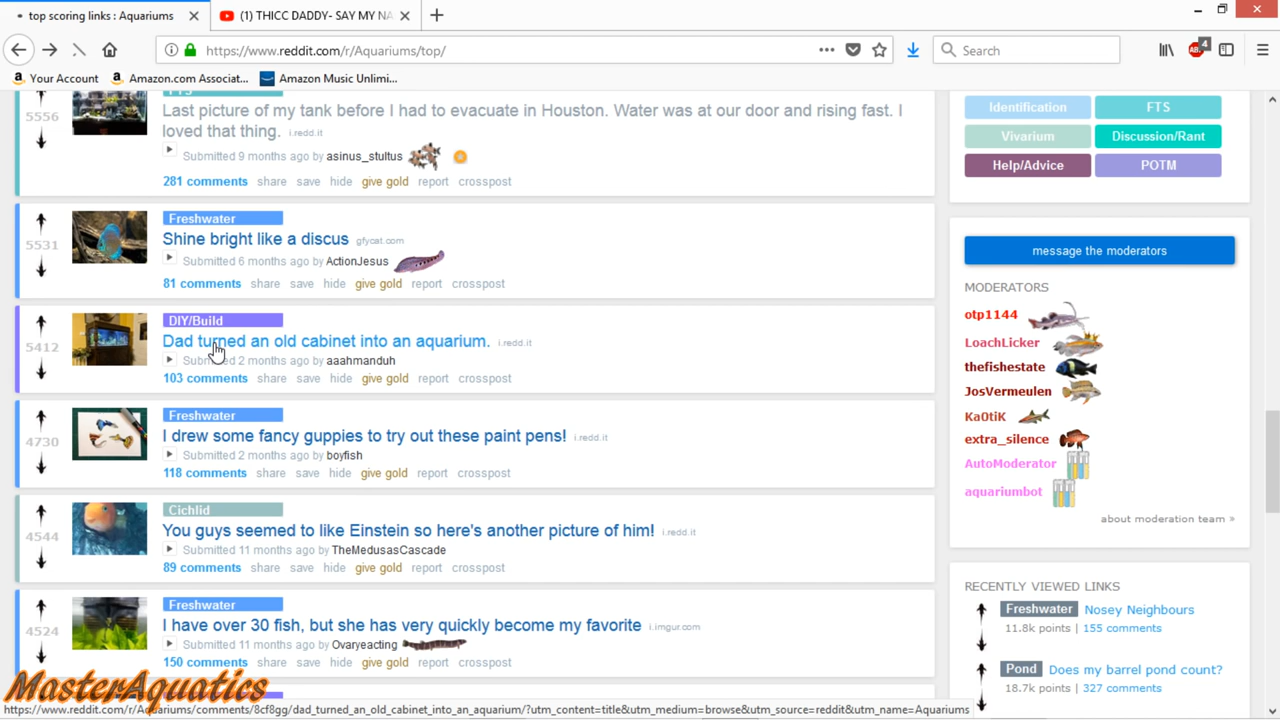 top scoring links : Aquariums
(1) THICC DADDY- SAY MY NA
https://www.reddit.com/r/Aquariums/top/
Search
4
Your Account
Amazon.com Associat...
Amazon Music Unlimi...
5556
FTS
Last picture of my tank before I had to evacuate in Houston. Water was at our door and rising fast. I
loved that thing. i.redd.it
Submitted 9 months ago by asinus_stultus
281 comments share save hide give gold report crosspost
5531
Freshwater
Shine bright like a discus gfycat.com
Submitted 6 months ago by ActionJesus
81 comments share save hide give gold report crosspost
5412
DIY/Build
Dad turned an old cabinet into an aquarium. i.redd.it
Submitted 2 months ago by aaahmanduh
103 comments share save hide give gold report crosspost
4730
Freshwater
I drew some fancy guppies to try out these paint pens! i.redd.it
Submitted 2 months ago by boyfish
118 comments share save hide give gold report crosspost
4544
Cichlid
You guys seemed to like Einstein so here's another picture of him! i.redd.it
Submitted 11 months ago by TheMedusasCascade
89 comments share save hide give gold report crosspost
4524
Freshwater
I have over 30 fish, but she has very quickly become my favorite i.imgur.com
Submitted 11 months ago by Ovaryeacting
150 comments share save hide give gold report crosspost
Identification FTS
Vivarium Discussion/Rant
Help/Advice POTM
message the moderators
MODERATORS
otp1144
LoachLicker
thefishestate
JosVermeulen
Ka0tiK
extra_silence
AutoModerator
aquariumbot
about moderation team »
RECENTLY VIEWED LINKS
Freshwater Nosey Neighbours
11.8k points | 155 comments
Pond Does my barrel pond count?
18.7k points | 327 comments
MasterAquatics
https://www.reddit.com/r/Aquariums/comments/8cf8gg/dad_turned_an_old_cabinet_into_an_aquarium/?utm_content=title&utm_medium=browse&utm_source=reddit&utm_name=Aquariums